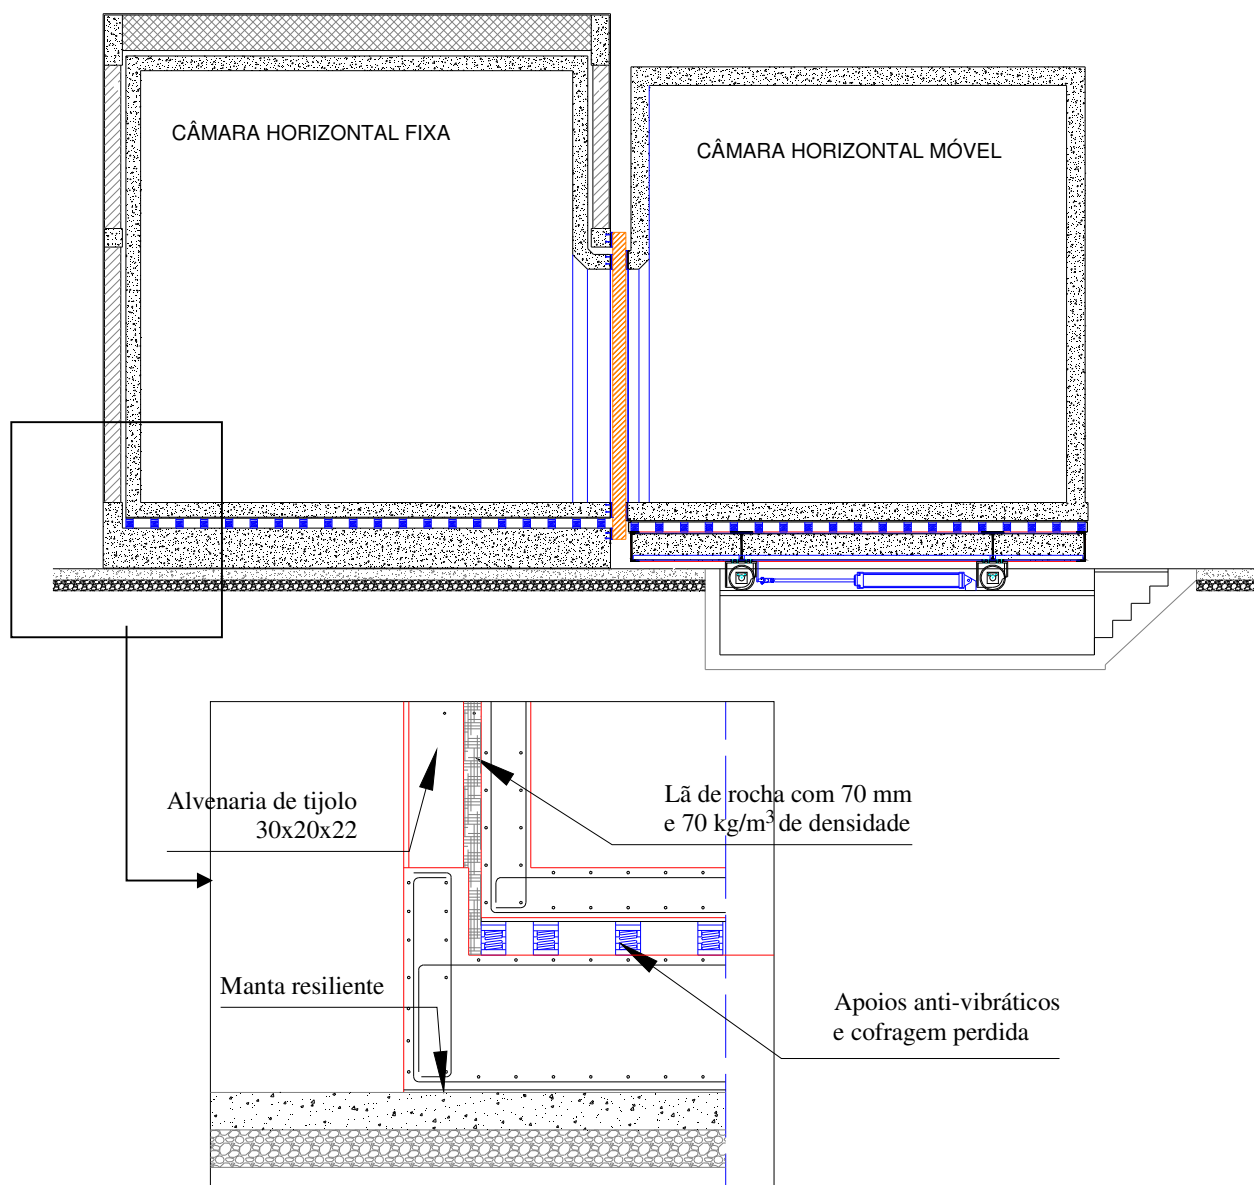 CÂMARA HORIZONTAL FIXA
CÂMARA HORIZONTAL MÓVEL
Alvenaria de tijolo
30x20x22
Lã de rocha com 70 mm
e 70 kg/m³ de densidade
Manta resiliente
Apoios anti-vibráticos
e cofragem perdida